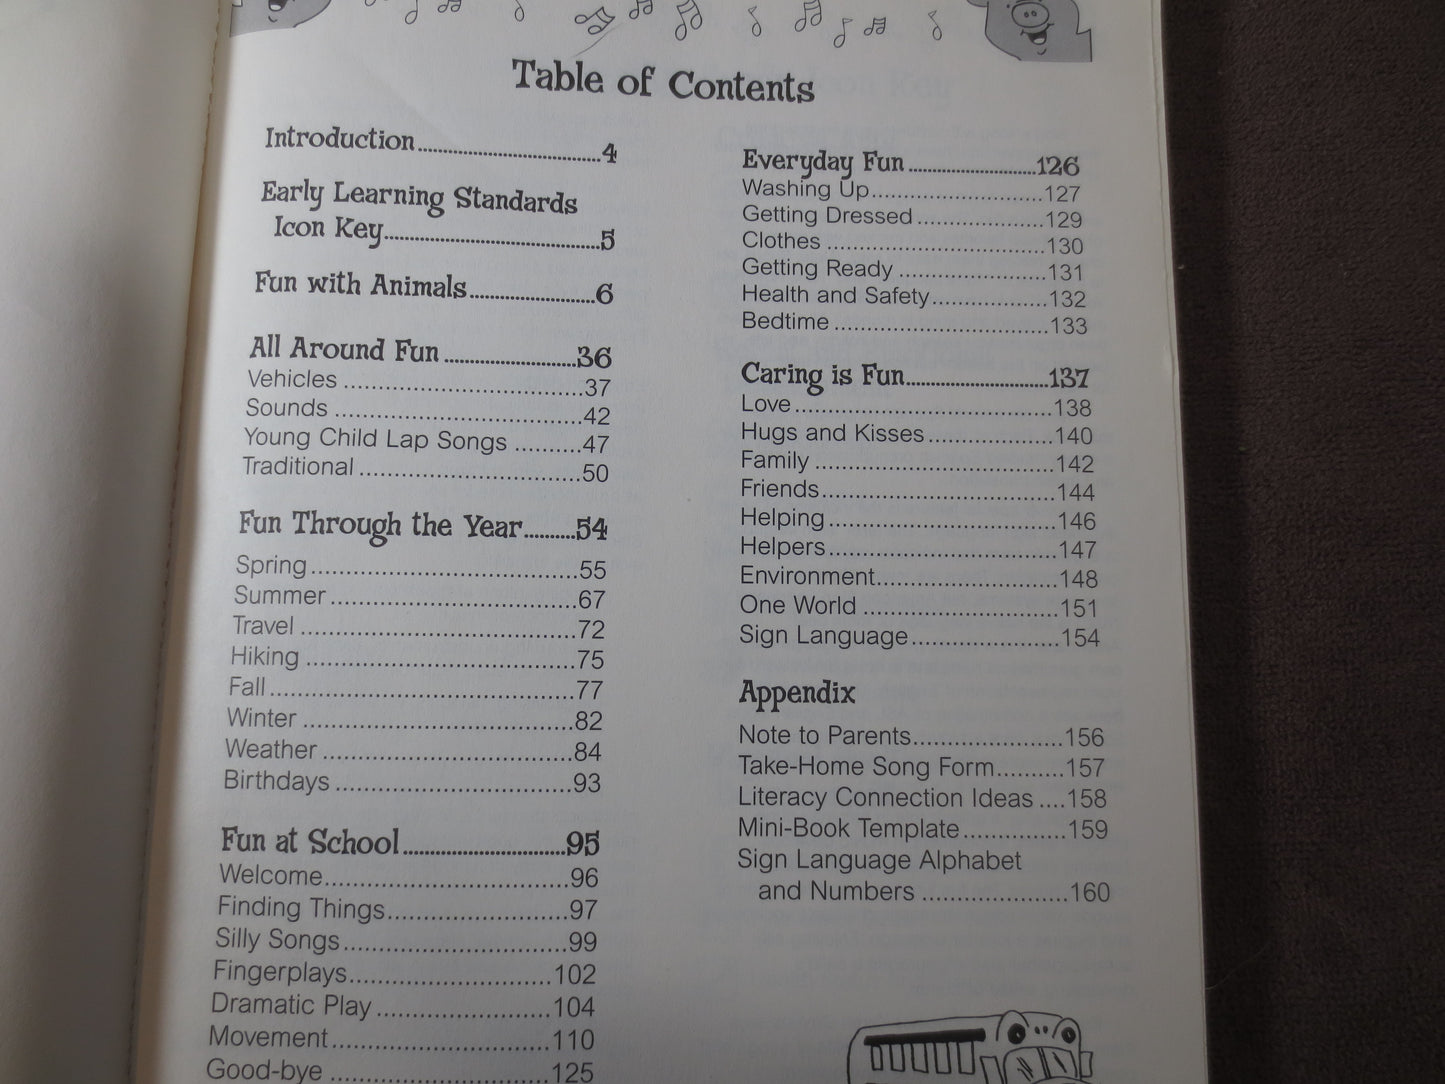 Table of Contents
Introduction..............................4
Early Learning Standards
Icon Key...................................5
Fun with Animals....................6
All Around Fun......................36
Vehicles ..............................37
Sounds ...............................42
Young Child Lap Songs .........47
Traditional ............................50
Fun Through the Year..........54
Spring ..................................55
Summer ...............................67
Travel ...................................72
Hiking ..................................75
Fall .......................................77
Winter ..................................82
Weather ...............................84
Birthdays ..............................93
Fun at School...........................95
Welcome...............................96
Finding Things.......................97
Silly Songs............................99
Fingerplays..........................102
Dramatic Play ......................104
Movement...........................110
Good-bye ...........................125
Everyday Fun ....................126
Washing Up.........................127
Getting Dressed ..................129
Clothes ...............................130
Getting Ready .....................131
Health and Safety.................132
Bedtime ..............................133
Caring is Fun.......................137
Love...................................138
Hugs and Kisses..................140
Family .................................142
Friends................................144
Helping ...............................146
Helpers ...............................147
Environment........................148
One World ..........................151
Sign Language.....................154
Appendix
Note to Parents....................156
Take-Home Song Form.........157
Literacy Connection Ideas ....158
Mini-Book Template..............159
Sign Language Alphabet
and Numbers .....................160